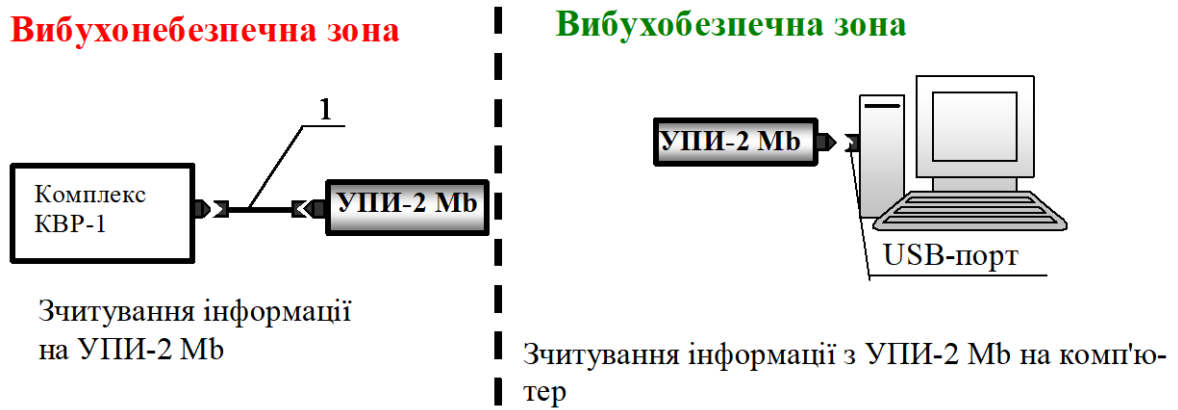 Вибухонебезпечна зона
Вибухобезпечна зона
1
Комплекс
КВР-1
УПИ-2 Mb
УПИ-2 Mb
USB-порт
Зчитування інформації
на УПИ-2 Mb
Зчитування інформації з УПИ-2 Mb на комп'ю-
тер